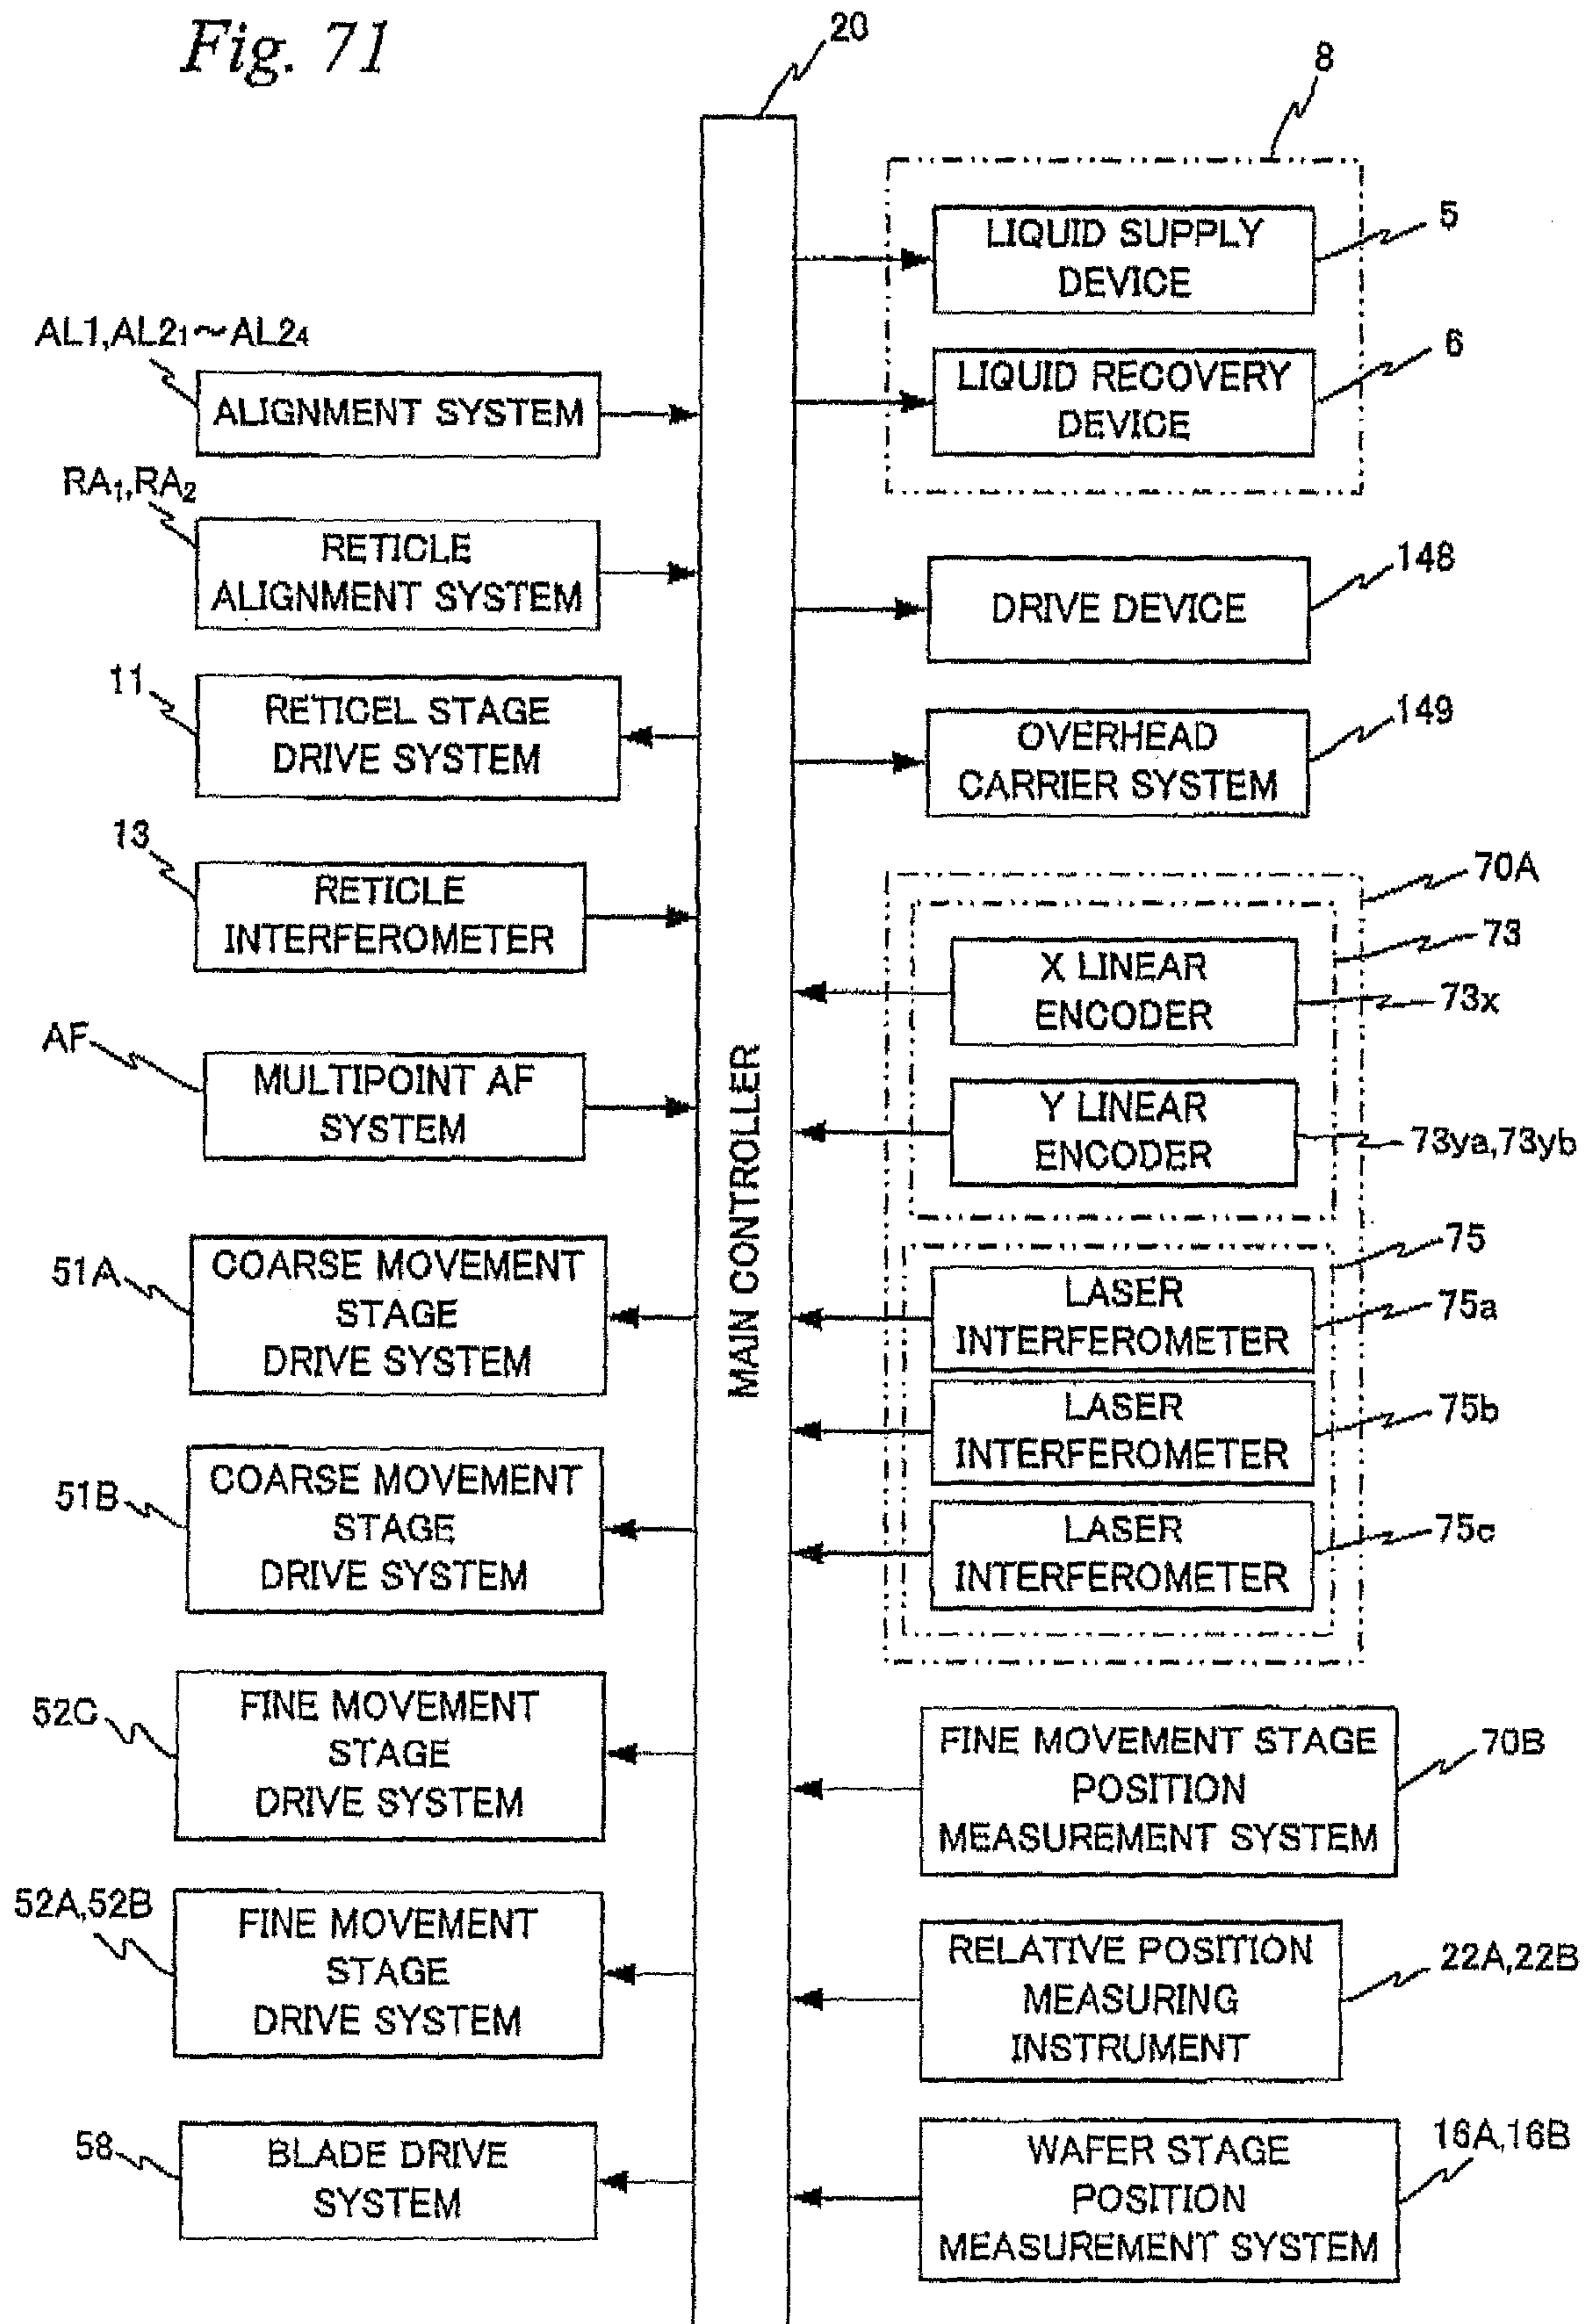 Fig. 71
20
8
LIQUID SUPPLY
DEVICE
5
LIQUID RECOVERY
DEVICE
6
AL1,AL2₁~AL2₄
ALIGNMENT SYSTEM
RA₁,RA₂
RETICLE
ALIGNMENT SYSTEM
11
RETICEL STAGE
DRIVE SYSTEM
13
RETICLE
INTERFEROMETER
AF
MULTIPOINT AF
SYSTEM
51A
COARSE MOVEMENT
STAGE
DRIVE SYSTEM
51B
COARSE MOVEMENT
STAGE
DRIVE SYSTEM
52C
FINE MOVEMENT
STAGE
DRIVE SYSTEM
52A,52B
FINE MOVEMENT
STAGE
DRIVE SYSTEM
58
BLADE DRIVE
SYSTEM
MAIN CONTROLLER
DRIVE DEVICE
148
OVERHEAD
CARRIER SYSTEM
149
70A
73
X LINEAR
ENCODER
73x
Y LINEAR
ENCODER
73ya,73yb
75
LASER
INTERFEROMETER
75a
LASER
INTERFEROMETER
75b
LASER
INTERFEROMETER
75c
FINE MOVEMENT STAGE
POSITION
MEASUREMENT SYSTEM
70B
RELATIVE POSITION
MEASURING
INSTRUMENT
22A,22B
WAFER STAGE
POSITION
MEASUREMENT SYSTEM
16A,16B